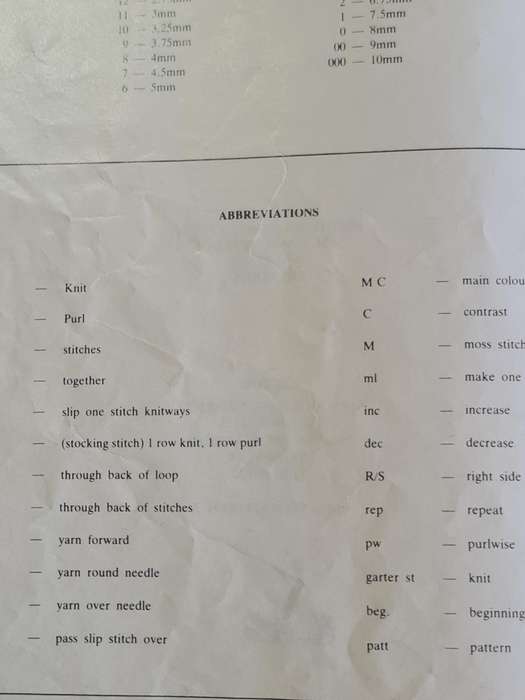 11 — 3mm
10 — 3.25mm
9 — 3.75mm
8 — 4mm
7 — 4.5mm
6 — 5mm
1 — 7.5mm
0 — 8mm
00 — 9mm
000 — 10mm
ABBREVIATIONS
— Knit
— Purl
— stitches
— together
— slip one stitch knitways
— (stocking stitch) 1 row knit, 1 row purl
— through back of loop
— through back of stitches
— yarn forward
— yarn round needle
— yarn over needle
— pass slip stitch over
M C — main colou
C — contrast
M — moss stitch
ml — make one
inc — increase
dec — decrease
R/S — right side
rep — repeat
pw — purlwise
garter st — knit
beg. — beginning
patt — pattern